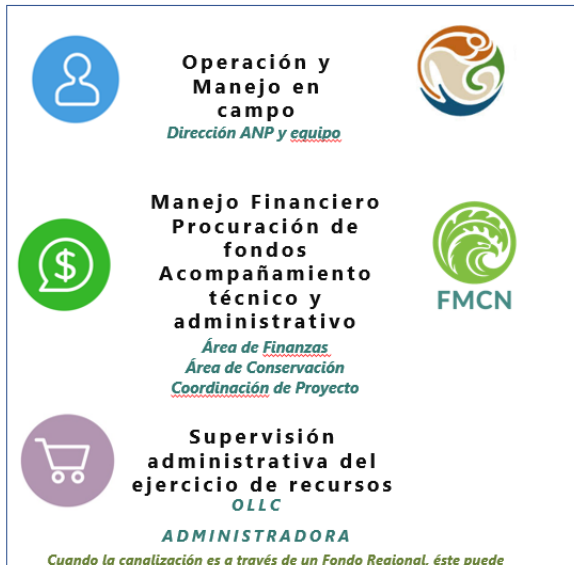 Operación y
Manejo en
campo
Dirección ANP y equipo
Manejo Financiero
Procuración de
fondos
Acompañamiento
técnico y
administrativo
FMCN
Área de Finanzas
Área de Conservación
Coordinación de Proyecto
Supervisión
administrativa del
ejercicio de recursos
OLLC
ADMINISTRADORA
Cuando la canalización es a través de un Fondo Regional, éste puede